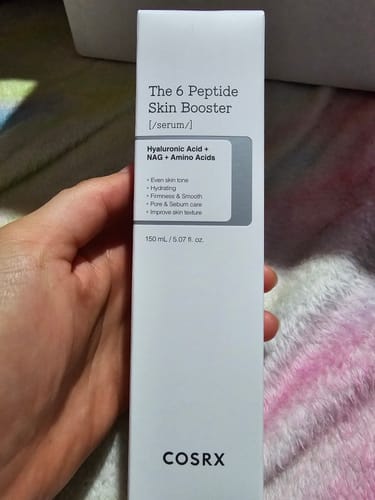 The 6 Peptide
Skin Booster
[/serum/]
Hyaluronic Acid +
NAG + Amino Acids
• Even skin tone
• Hydrating
• Firmness & Smooth
• Pore & Sebum care
• Improve skin texture
150 mL / 5.07 fl. oz.
COSRX